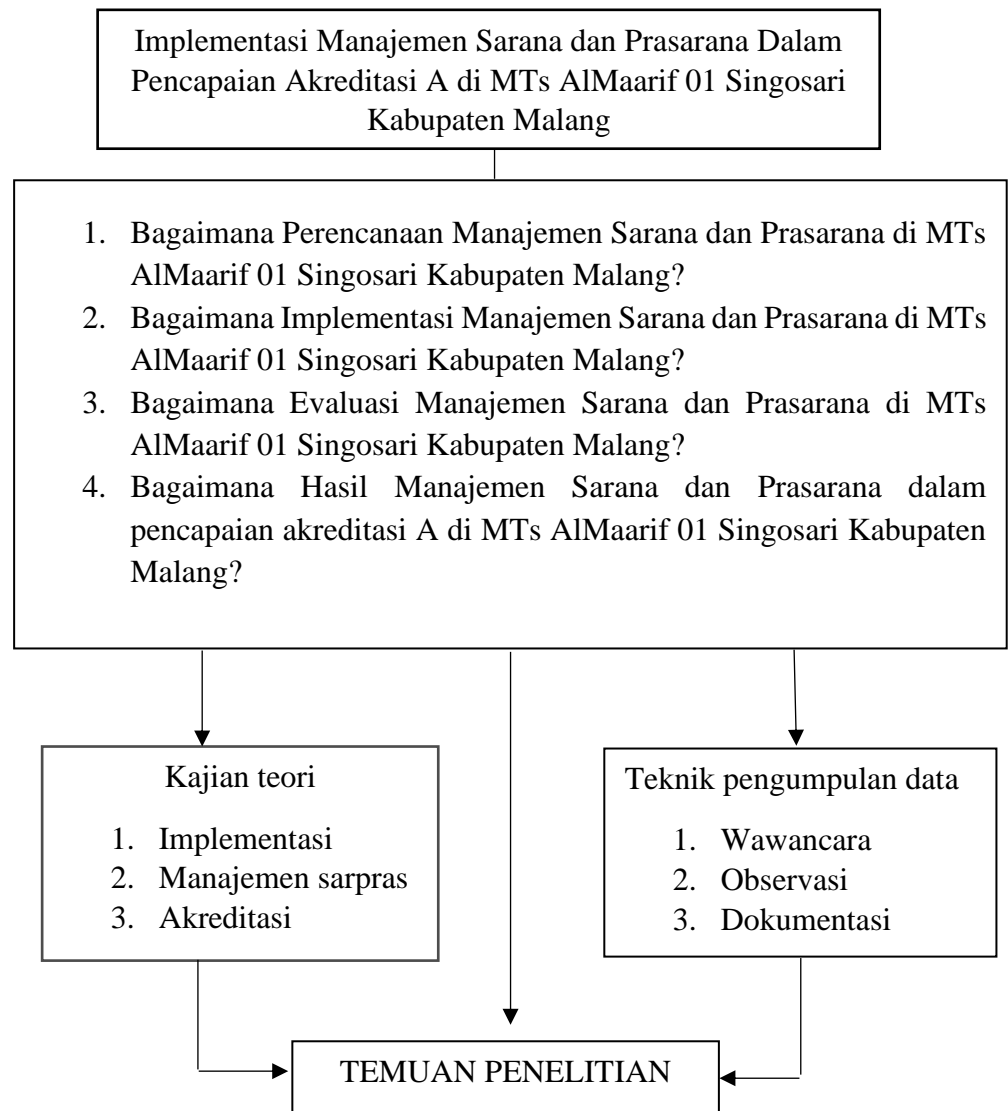 Implementasi Manajemen Sarana dan Prasarana Dalam
Pencapaian Akreditasi A di MTs AlMaarif 01 Singosari
Kabupaten Malang
1. Bagaimana Perencanaan Manajemen Sarana dan Prasarana di MTs
AlMaarif 01 Singosari Kabupaten Malang?
2. Bagaimana Implementasi Manajemen Sarana dan Prasarana di MTs
AlMaarif 01 Singosari Kabupaten Malang?
3. Bagaimana Evaluasi Manajemen Sarana dan Prasarana di MTs
AlMaarif 01 Singosari Kabupaten Malang?
4. Bagaimana Hasil Manajemen Sarana dan Prasarana dalam
pencapaian akreditasi A di MTs AlMaarif 01 Singosari Kabupaten
Malang?
Kajian teori
1. Implementasi
2. Manajemen sarpras
3. Akreditasi
Teknik pengumpulan data
1. Wawancara
2. Observasi
3. Dokumentasi
TEMUAN PENELITIAN